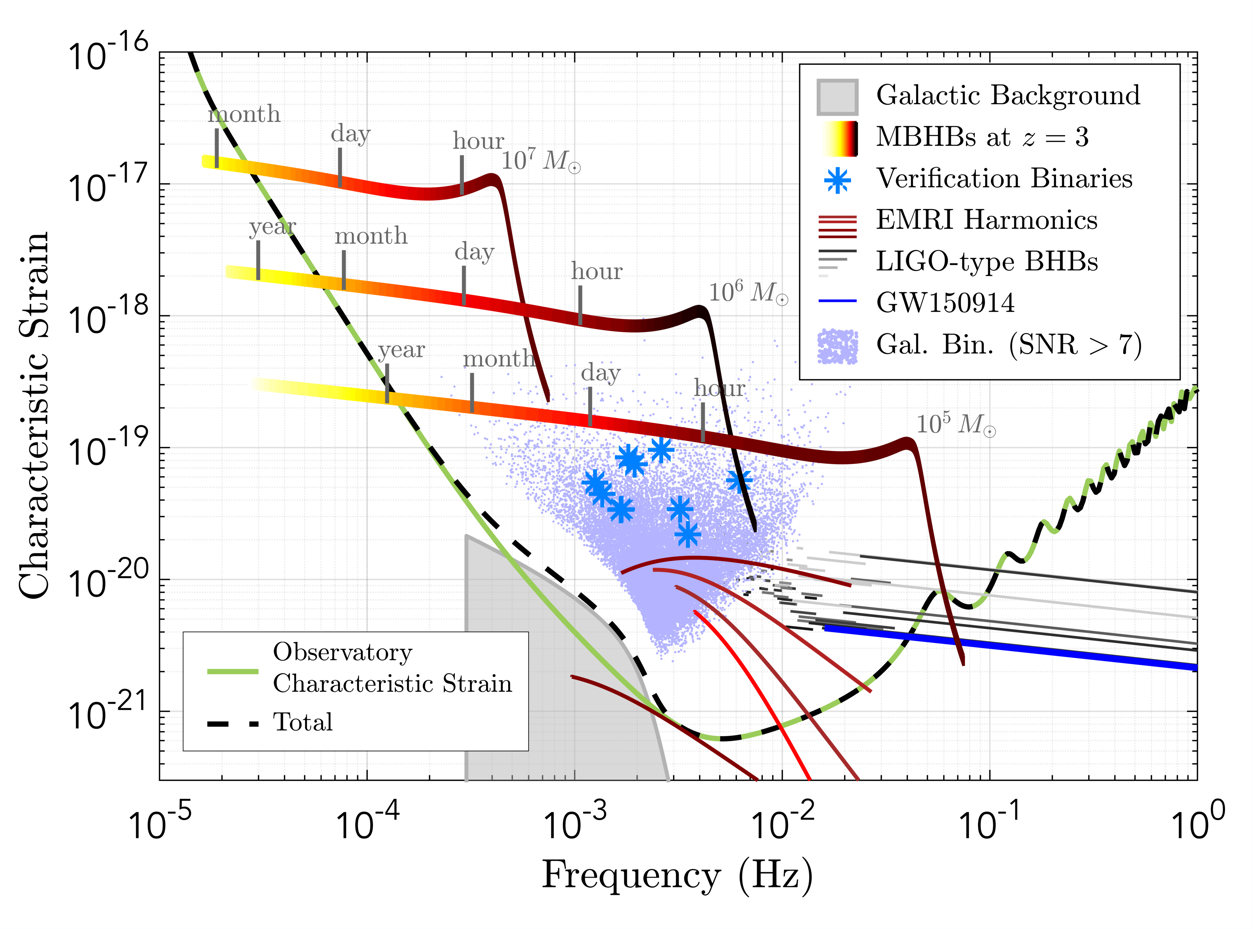 10^-16
10^-17
10^-18
10^-19
10^-20
10^-21
Characteristic Strain
month
day
hour
10^7 M_⊙
year
month
day
hour
10^6 M_⊙
year
month
day
hour
10^5 M_⊙
Galactic Background
MBHBs at z = 3
Verification Binaries
EMRI Harmonics
LIGO-type BHBs
GW150914
Gal. Bin. (SNR > 7)
Observatory
Characteristic Strain
Total
10^-5
10^-4
10^-3
10^-2
10^-1
10^0
Frequency (Hz)